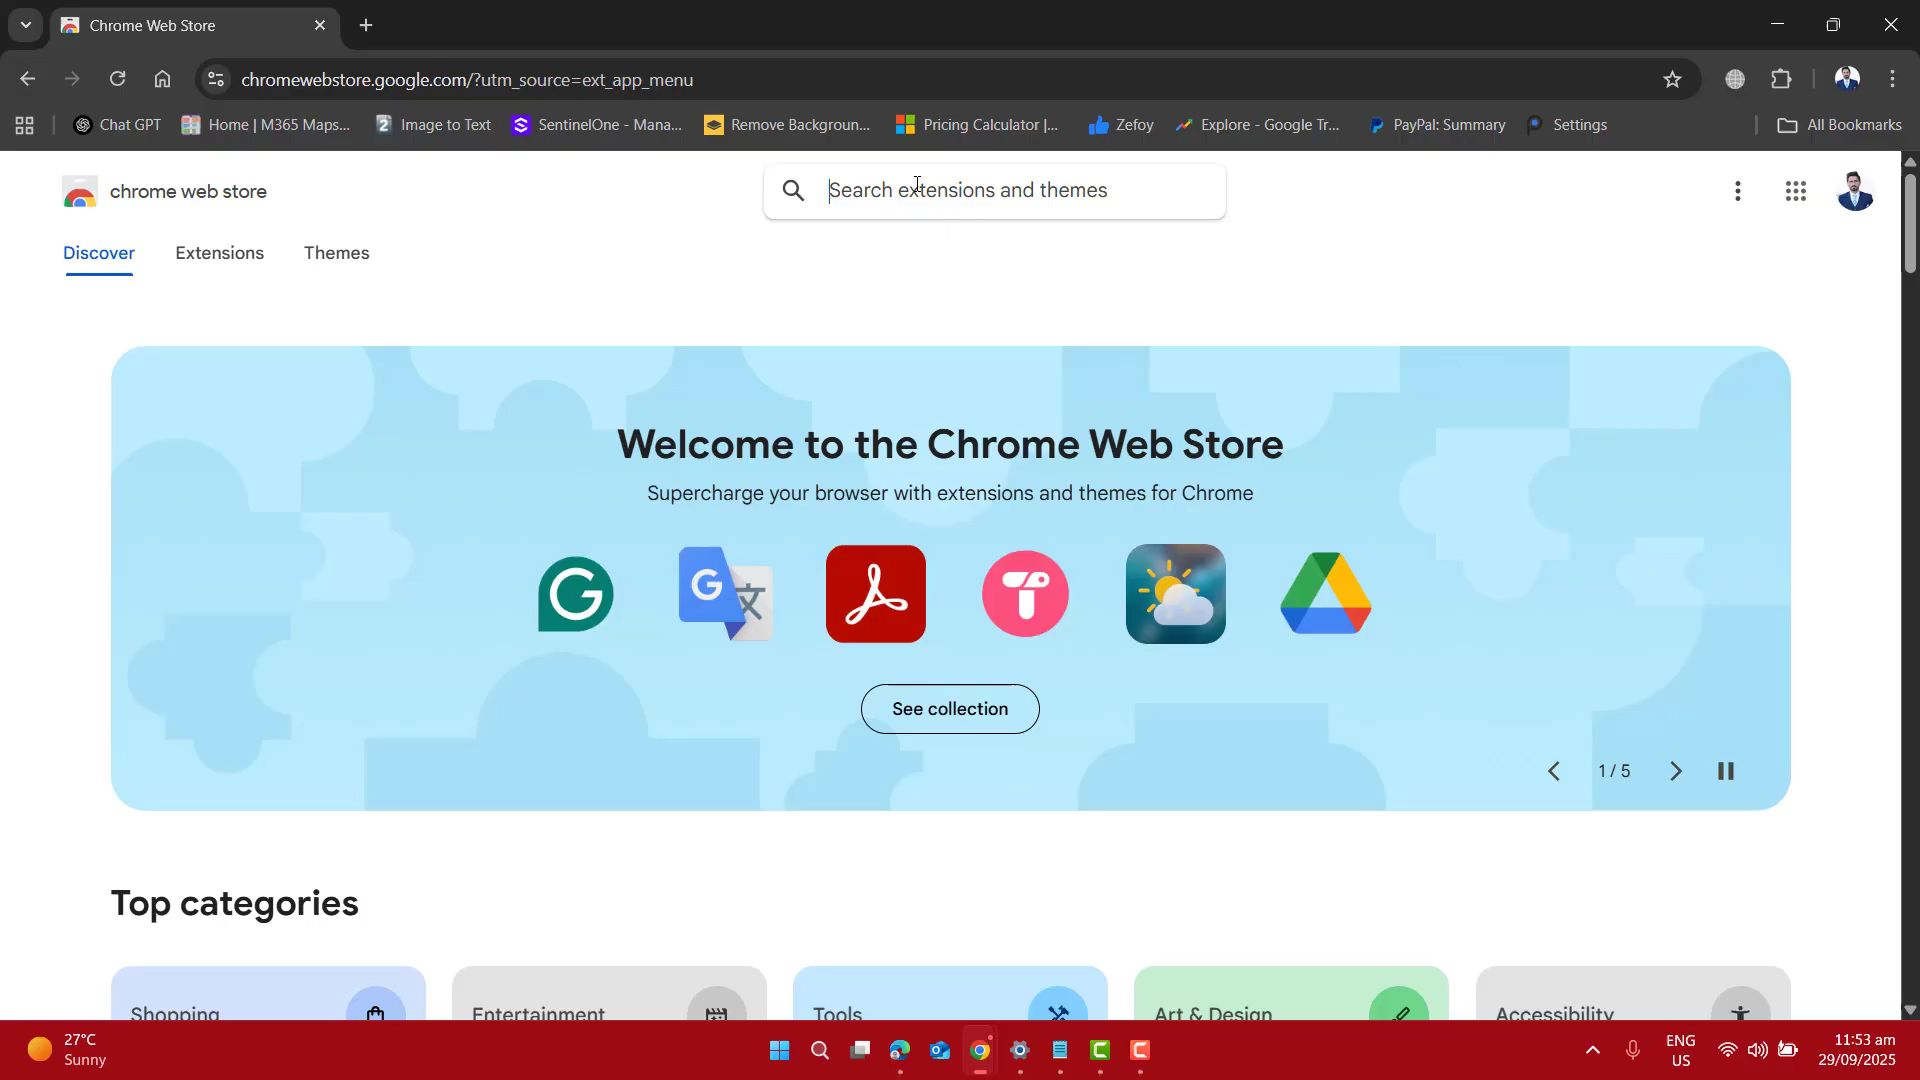 Chrome Web Store
chromewebstore.google.com/?utm_source=ext_app_menu
Chat GPT
Home | M365 Maps...
Image to Text
SentinelOne - Mana...
Remove Backgroun...
Pricing Calculator |...
Zefoy
Explore - Google Tr...
PayPal: Summary
Settings
All Bookmarks
chrome web store
Search extensions and themes
Discover
Extensions
Themes
Welcome to the Chrome Web Store
Supercharge your browser with extensions and themes for Chrome
See collection
1 / 5
Top categories
Shopping
Entertainment
Tools
Art & Design
Accessibility
27°C
Sunny
ENG
US
11:53 am
29/09/2025